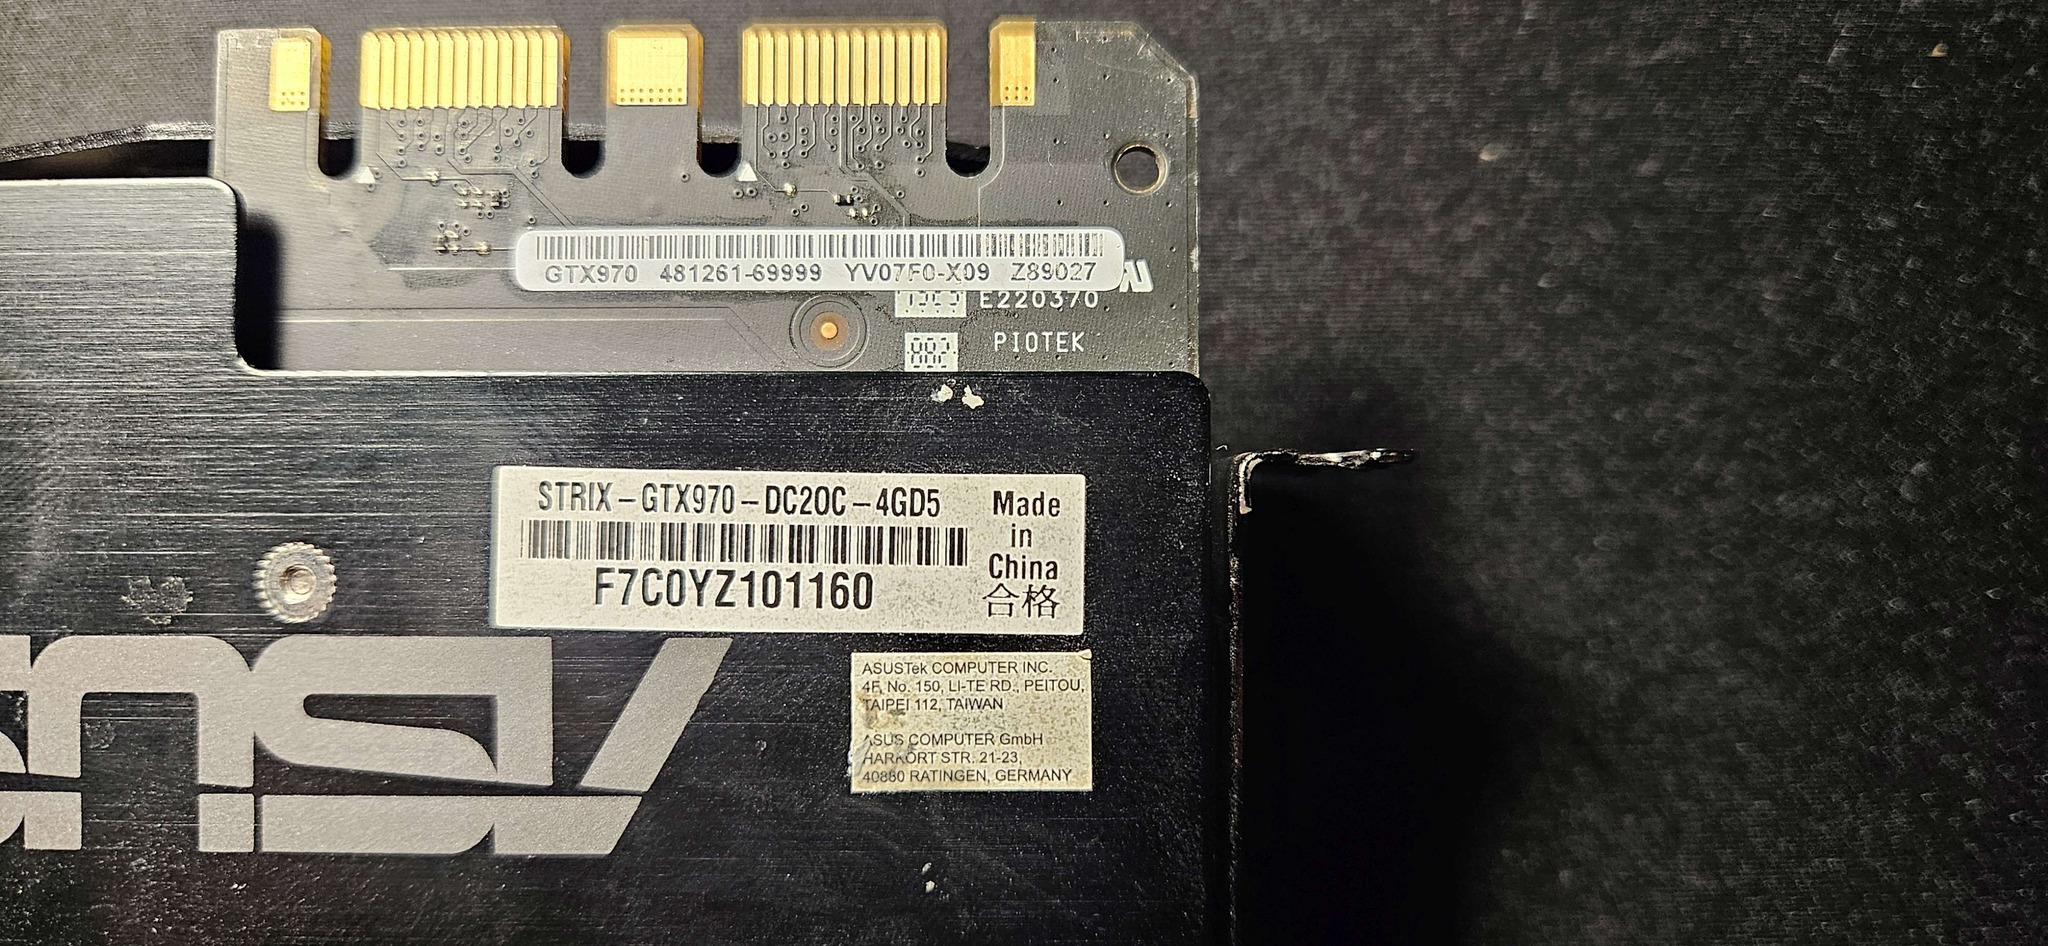 GTX970 481261-69999 YV07F0-X09 Z89027
E220370
PIOTEK
STRIX-GTX970-DC2OC-4GD5
F7C0YZ101160
Made
in
China
合格
ASUS
ASUSTek COMPUTER INC.
4F, No. 150, LI-TE RD., PEITOU,
TAIPEI 112, TAIWAN
ASUS COMPUTER GmbH
HARKORT STR. 21-23,
40880 RATINGEN, GERMANY